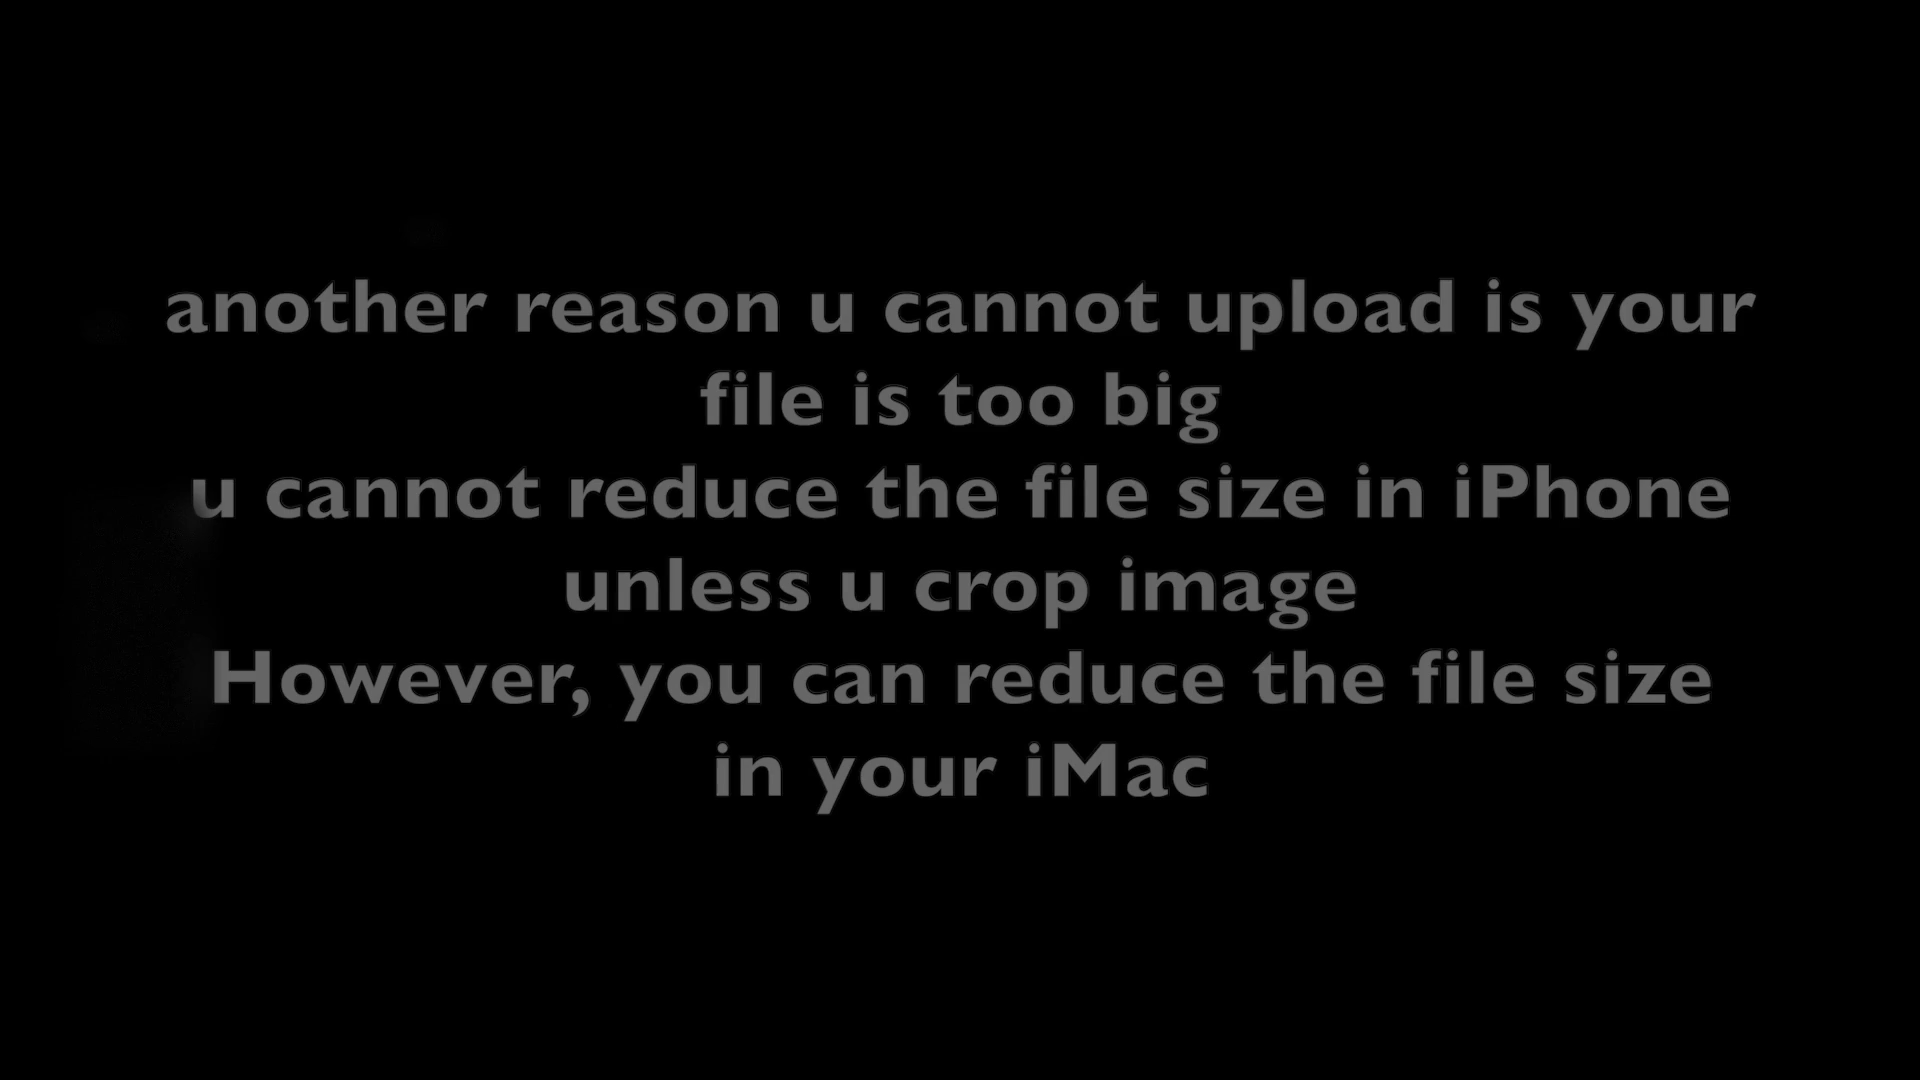 another reason u cannot upload is your
file is too big
u cannot reduce the file size in iPhone
unless u crop image
However, you can reduce the file size
in your iMac